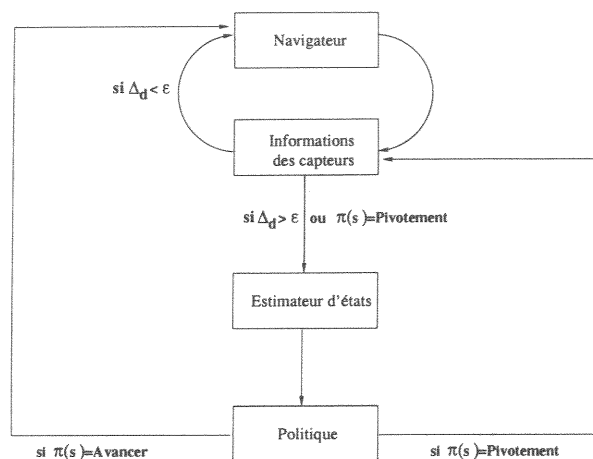 Navigateur
si Δd < ε
Informations
des capteurs
si Δd > ε ou π(s)=Pivotement
Estimateur d'états
Politique
si π(s)=Avancer
si π(s)=Pivotement